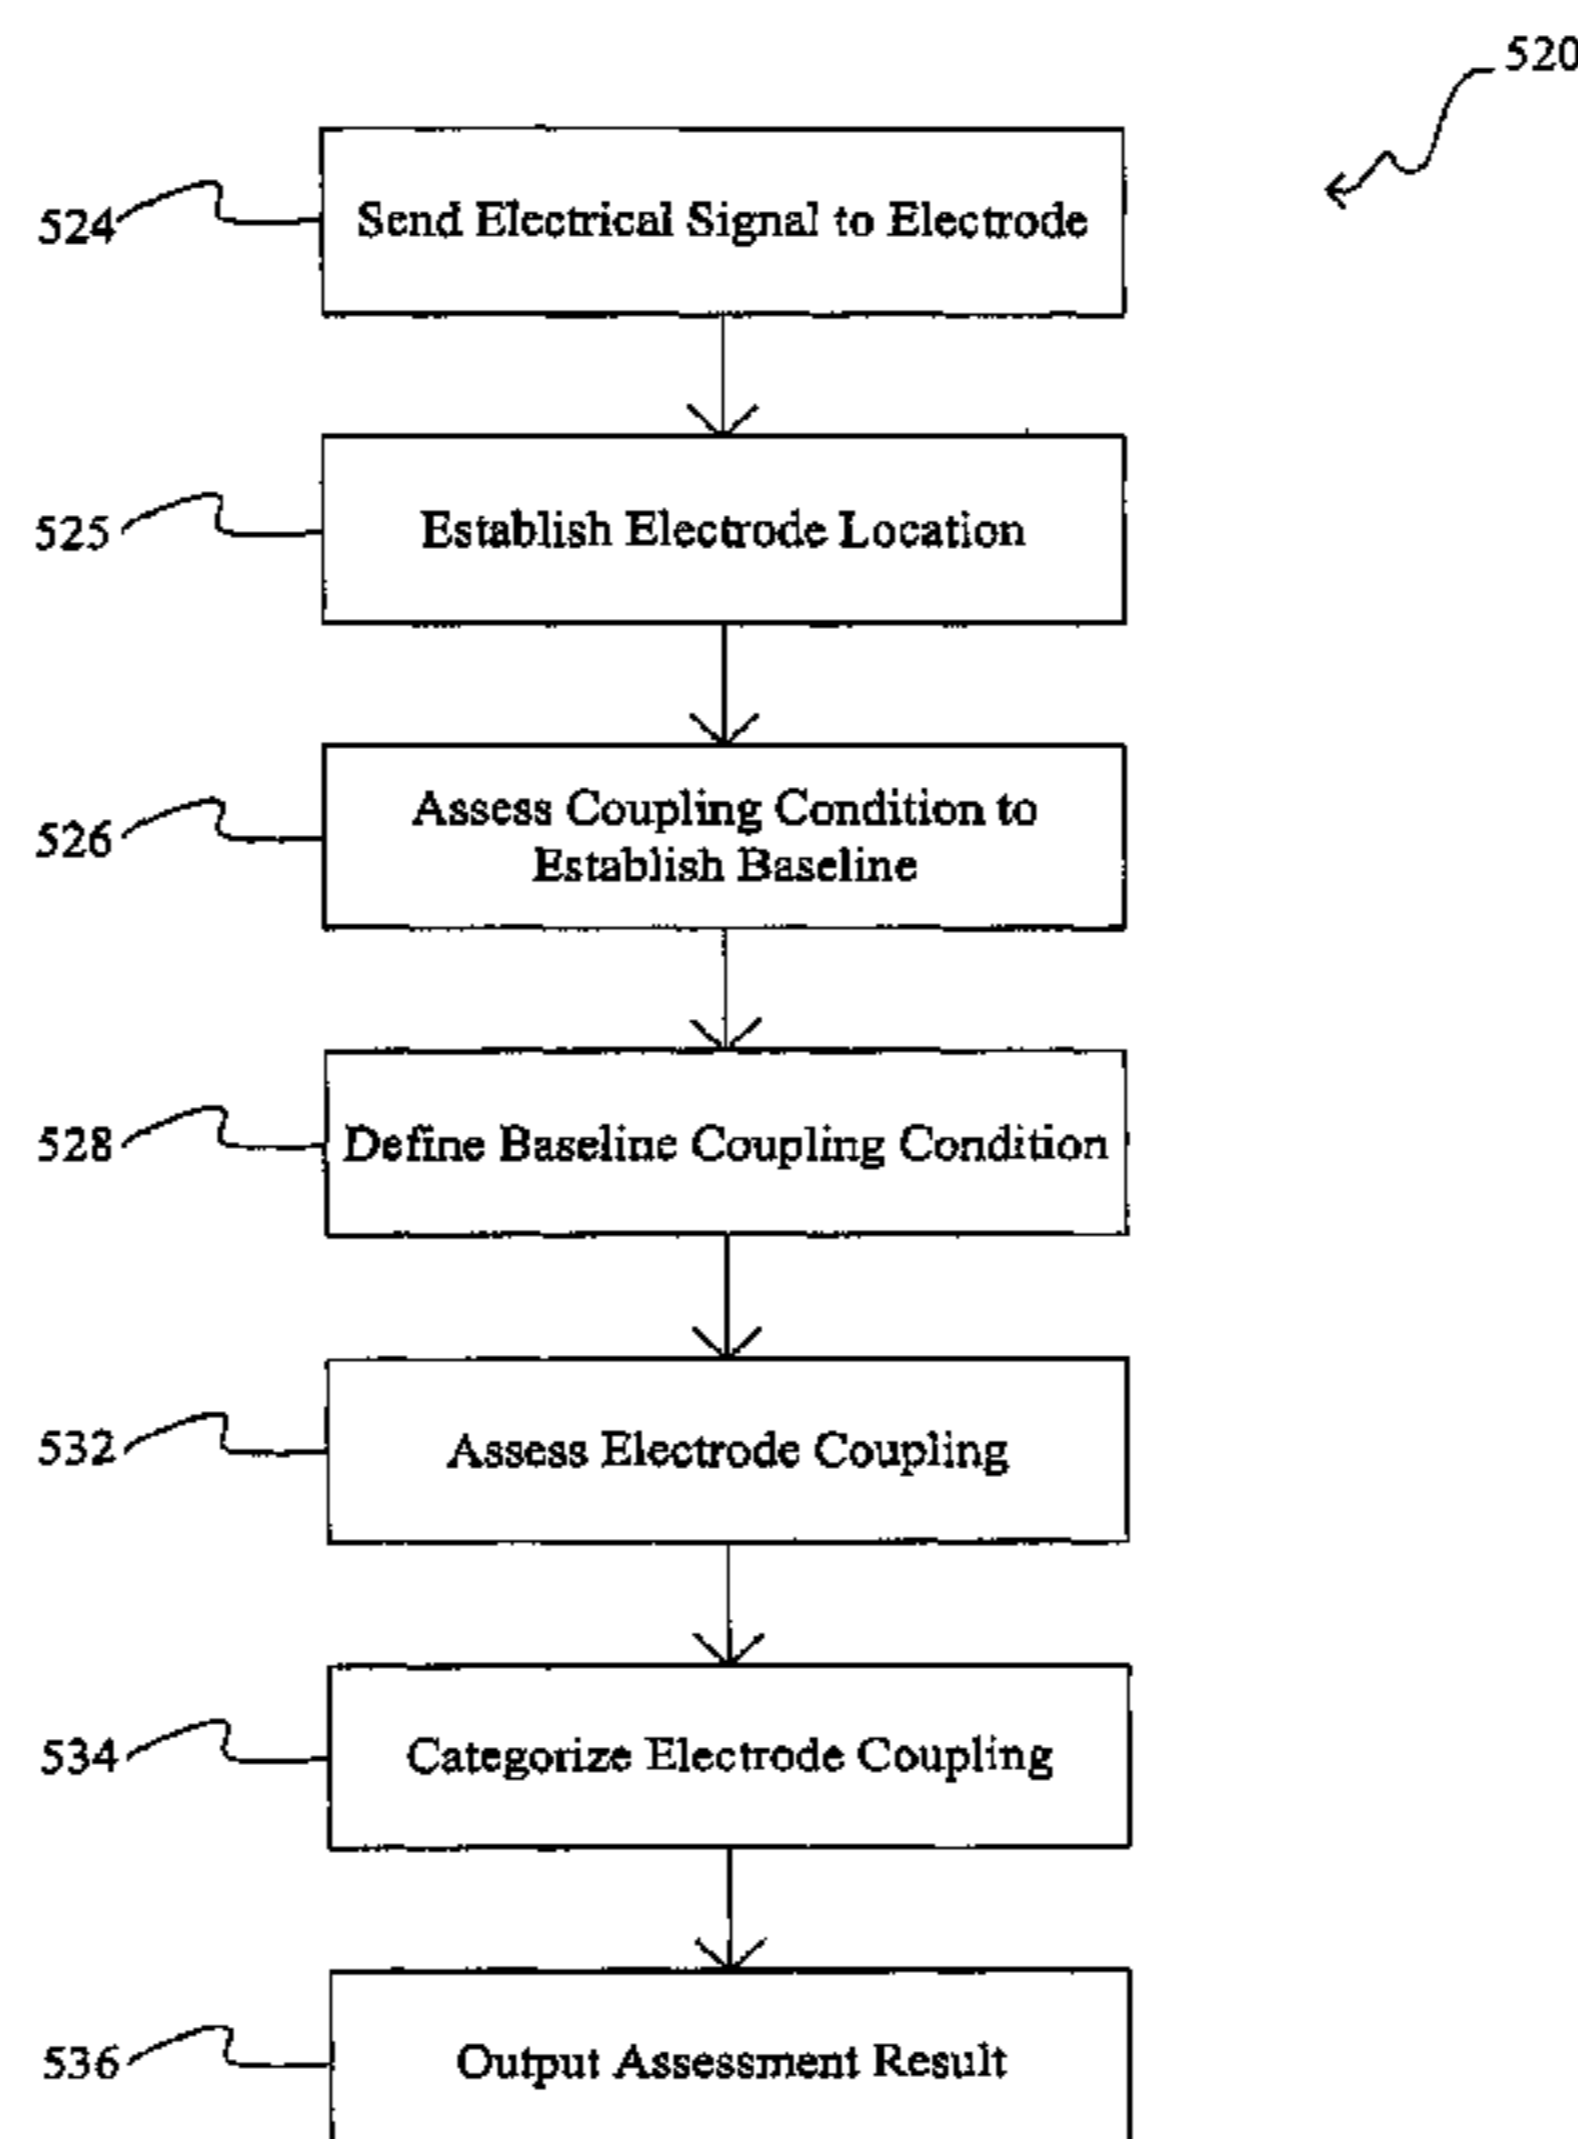 520
524
Send Electrical Signal to Electrode
525
Establish Electrode Location
526
Assess Coupling Condition to
Establish Baseline
528
Define Baseline Coupling Condition
532
Assess Electrode Coupling
534
Categorize Electrode Coupling
536
Output Assessment Result